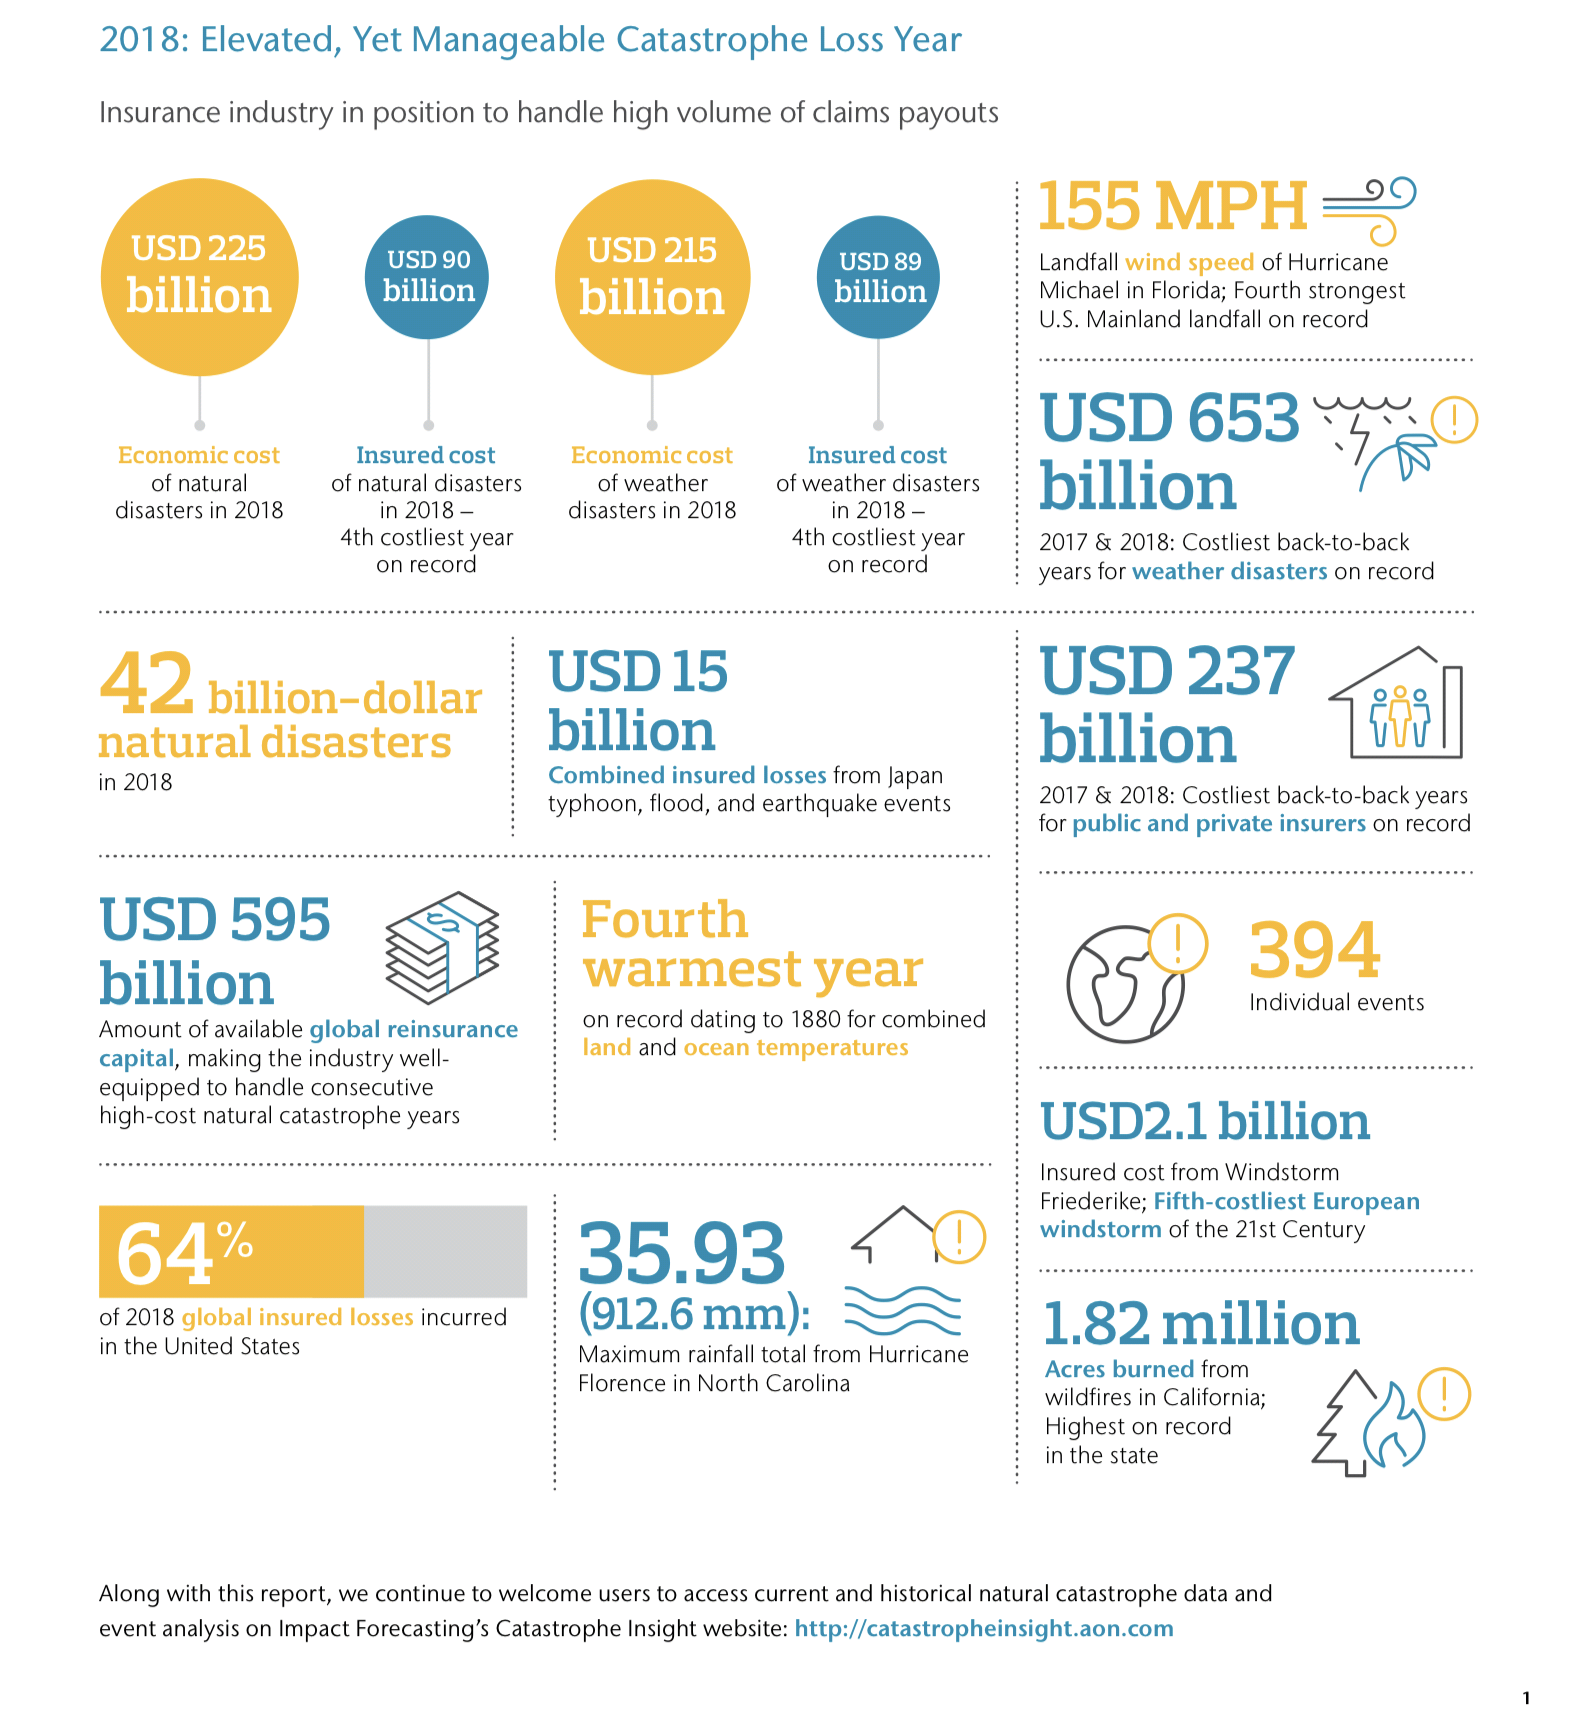 2018: Elevated, Yet Manageable Catastrophe Loss Year
Insurance industry in position to handle high volume of claims payouts
USD 225
billion
Economic cost
of natural
disasters in 2018
USD 90
billion
Insured cost
of natural disasters
in 2018 –
4th costliest year
on record
USD 215
billion
Economic cost
of weather
disasters in 2018
USD 89
billion
Insured cost
of weather disasters
in 2018 –
4th costliest year
on record
155 MPH
Landfall wind speed of Hurricane
Michael in Florida; Fourth strongest
U.S. Mainland landfall on record
USD 653
billion
2017 & 2018: Costliest back-to-back
years for weather disasters on record
42 billion-dollar
natural disasters
in 2018
USD 15
billion
Combined insured losses from Japan
typhoon, flood, and earthquake events
USD 237
billion
2017 & 2018: Costliest back-to-back years
for public and private insurers on record
USD 595
billion
$
Amount of available global reinsurance
capital, making the industry well-
equipped to handle consecutive
high-cost natural catastrophe years
Fourth
warmest year
on record dating to 1880 for combined
land and ocean temperatures
394
Individual events
USD2.1 billion
Insured cost from Windstorm
Friederike; Fifth-costliest European
windstorm of the 21st Century
64%
of 2018 global insured losses incurred
in the United States
35.93
(912.6 mm):
Maximum rainfall total from Hurricane
Florence in North Carolina
1.82 million
Acres burned from
wildfires in California;
Highest on record
in the state
Along with this report, we continue to welcome users to access current and historical natural catastrophe data and
event analysis on Impact Forecasting’s Catastrophe Insight website: http://catastropheinsight.aon.com
1